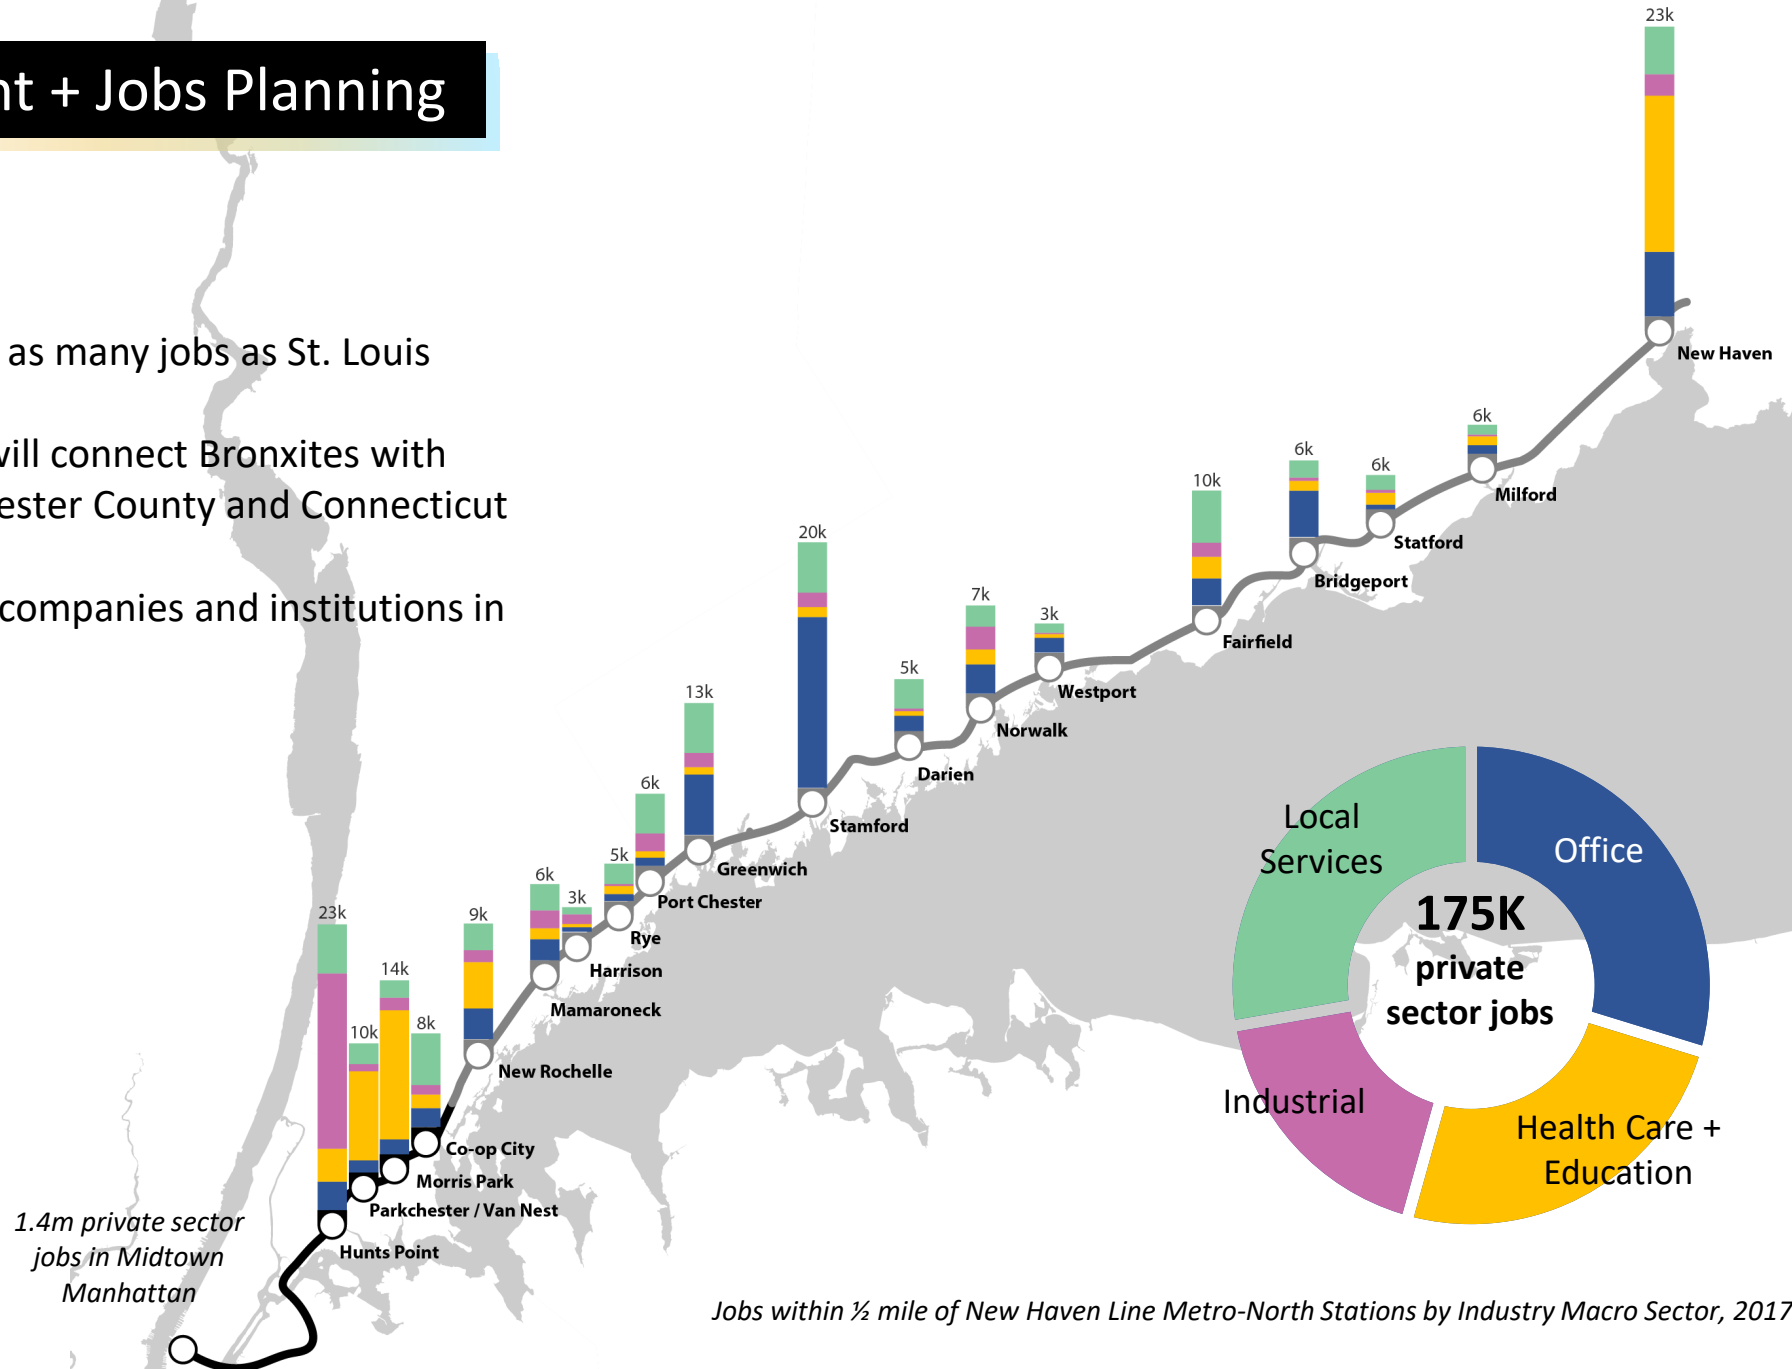 nt + Jobs Planning
as many jobs as St. Louis
will connect Bronxites with
ester County and Connecticut
companies and institutions in
23k
New Haven
6k
Milford
6k
Statford
6k
Bridgeport
10k
Fairfield
3k
Westport
7k
Norwalk
5k
Darien
20k
Stamford
13k
Greenwich
6k
Port Chester
5k
Rye
3k
Harrison
6k
Mamaroneck
9k
New Rochelle
8k
Co-op City
14k
Morris Park
10k
Parkchester / Van Nest
23k
Hunts Point
1.4m private sector
jobs in Midtown
Manhattan
Local
Services
Office
175K
private
sector jobs
Industrial
Health Care +
Education
Jobs within ½ mile of New Haven Line Metro-North Stations by Industry Macro Sector, 2017